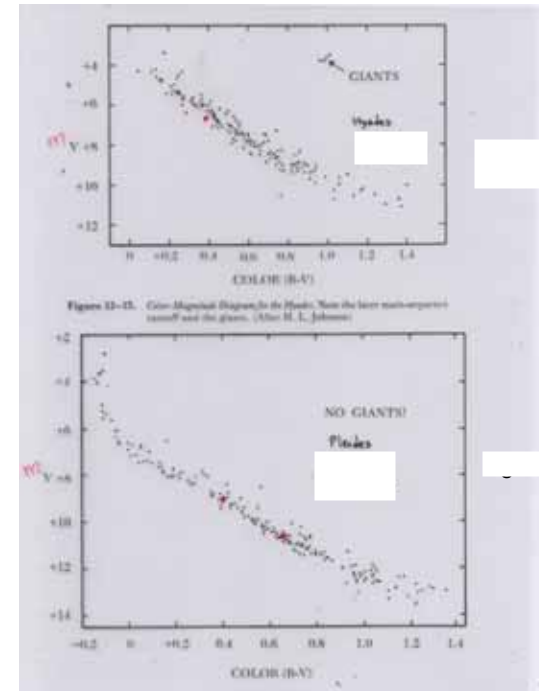 +4
GIANTS
+6
Hyades
m
V +8
+10
+12
0 +0.2 0.4 0.6 0.8 1.0 1.2 1.4
COLOR (B-V)
Figure 12–15. Color-Magnitude Diagram for the Hyades. Note the later main-sequence
turnoff and the giants. (After H. L. Johnson)
+2
+4
NO GIANTS!
+6
Pleides
m
V +8
+10
+12
+14
-0.2 0 +0.2 0.4 0.6 0.8 1.0 1.2 1.4
COLOR (B-V)